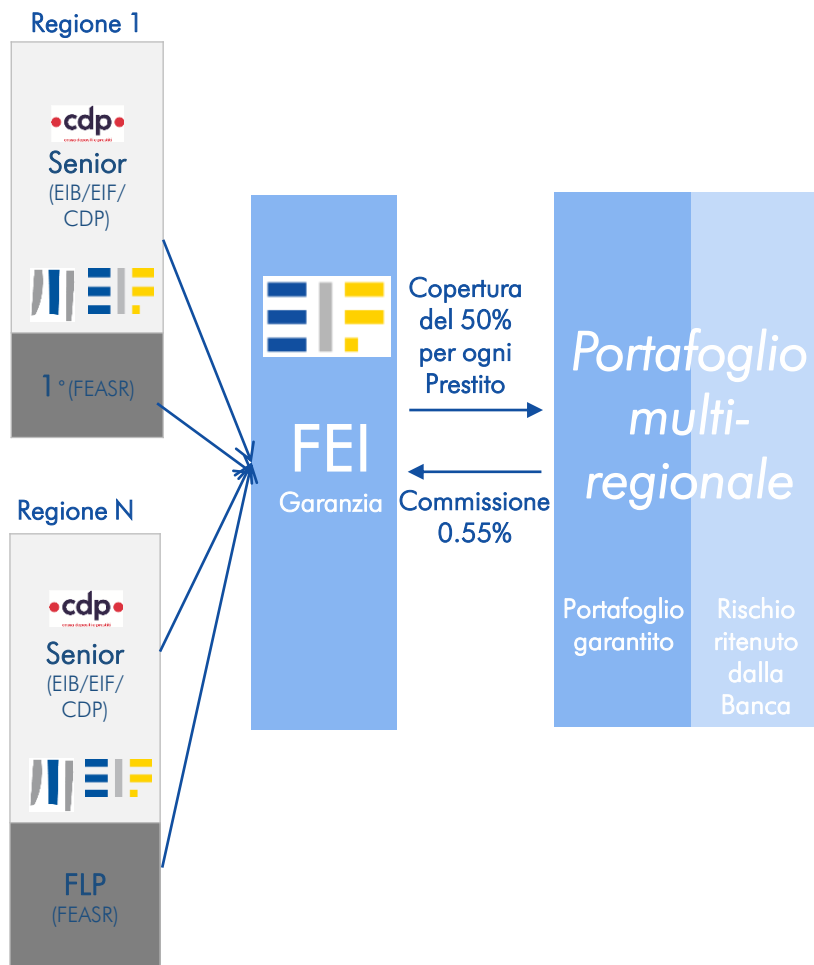 Regione 1
cdp
Senior
(EIB/EIF/
CDP)
1° (FEASR)
Regione N
cdp
Senior
(EIB/EIF/
CDP)
FLP
(FEASR)
FEI
Garanzia
Copertura
del 50%
per ogni
Prestito
Commissione
0.55%
Portafoglio
multi-
regionale
Portafoglio
garantito
Rischio
ritenuto
dalla
Banca